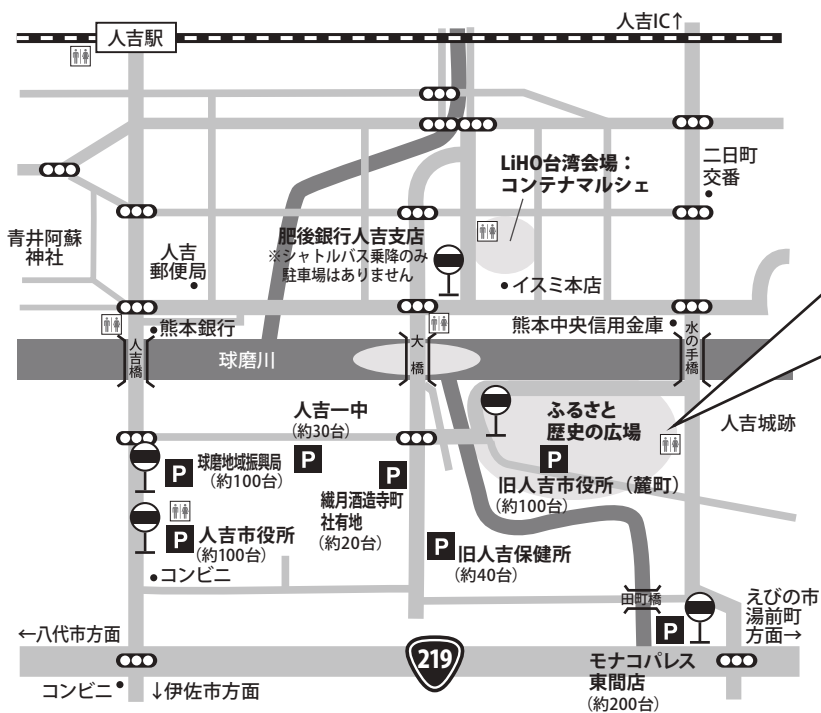 人吉IC↑
人吉駅
LiHO台湾会場：
コンテナマルシェ
二日町
交番
青井阿蘇
神社
人吉
郵便局
肥後銀行人吉支店
※シャトルバス乗降のみ
駐車場はありません
イスミ本店
熊本銀行
熊本中央信用金庫
人吉橋
球磨川
大橋
水の手橋
人吉一中
(約30台)
ふるさと
歴史の広場
人吉城跡
P
球磨地域振興局
(約100台)
P
P
繊月酒造寺町
社有地
(約20台)
P
旧人吉市役所（麓町）
(約100台)
P
人吉市役所
(約100台)
コンビニ
P
旧人吉保健所
(約40台)
田町橋
えびの市
湯前町
方面→
←八代市方面
219
P
モナコパレス
東間店
(約200台)
コンビニ
↓伊佐市方面